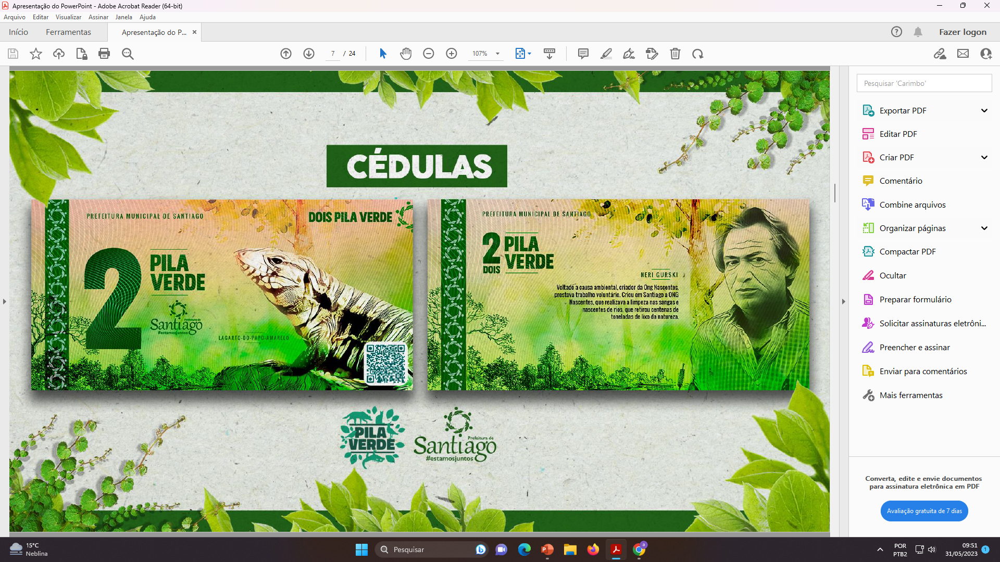 Apresentação do PowerPoint - Adobe Acrobat Reader (64-bit)
Arquivo Editar Visualizar Assinar Janela Ajuda
Início Ferramentas Apresentação do P... Fazer logon
7 / 24 107%
CÉDULAS
PREFEITURA MUNICIPAL DE SANTIAGO
DOIS PILA VERDE
2
PILA
VERDE
Prefeitura de
Santiago
#estamosjuntos
LAGARTO-DO-PAPO-AMARELO
PREFEITURA MUNICIPAL DE SANTIAGO
2
DOIS
PILA
VERDE
NERI GURSKI
Voltado a causa ambiental, criador da Ong Nascentes,
prestava trabalho voluntário. Criou em Santiago a ONG
Nascentes, que realizava a limpeza nas sangas e
nascentes de rios, que retirou centenas de
toneladas de lixo da natureza.
PILA
VERDE
Prefeitura de
Santiago
#estamosjuntos
Pesquisar 'Carimbo'
Exportar PDF
Editar PDF
Criar PDF
Comentário
Combine arquivos
Organizar páginas
Compactar PDF
Ocultar
Preparar formulário
Solicitar assinaturas eletrôni...
Preencher e assinar
Enviar para comentários
Mais ferramentas
Converta, edite e envie documentos
para assinatura eletrônica em PDF
Avaliação gratuita de 7 dias
15°C
Neblina
Pesquisar
POR
PTB2
09:51
31/05/2023
1